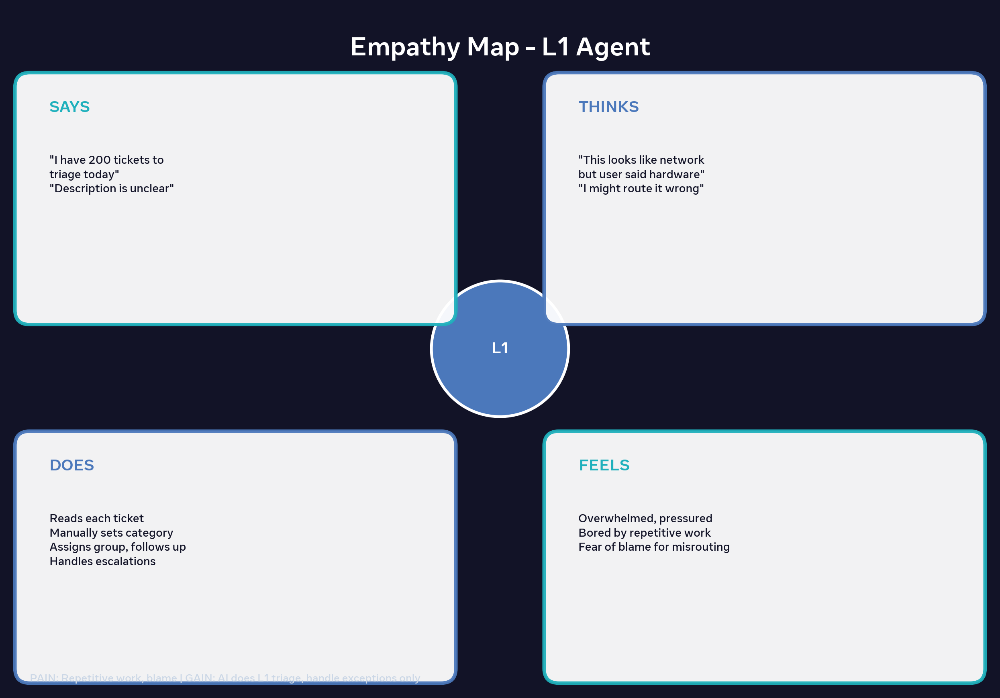 Empathy Map - L1 Agent
SAYS
"I have 200 tickets to
triage today"
"Description is unclear"
THINKS
"This looks like network
but user said hardware"
"I might route it wrong"
L1
DOES
Reads each ticket
Manually sets category
Assigns group, follows up
Handles escalations
FEELS
Overwhelmed, pressured
Bored by repetitive work
Fear of blame for misrouting
PAIN: Repetitive work, blame | GAIN: AI does L1 triage, handle exceptions only